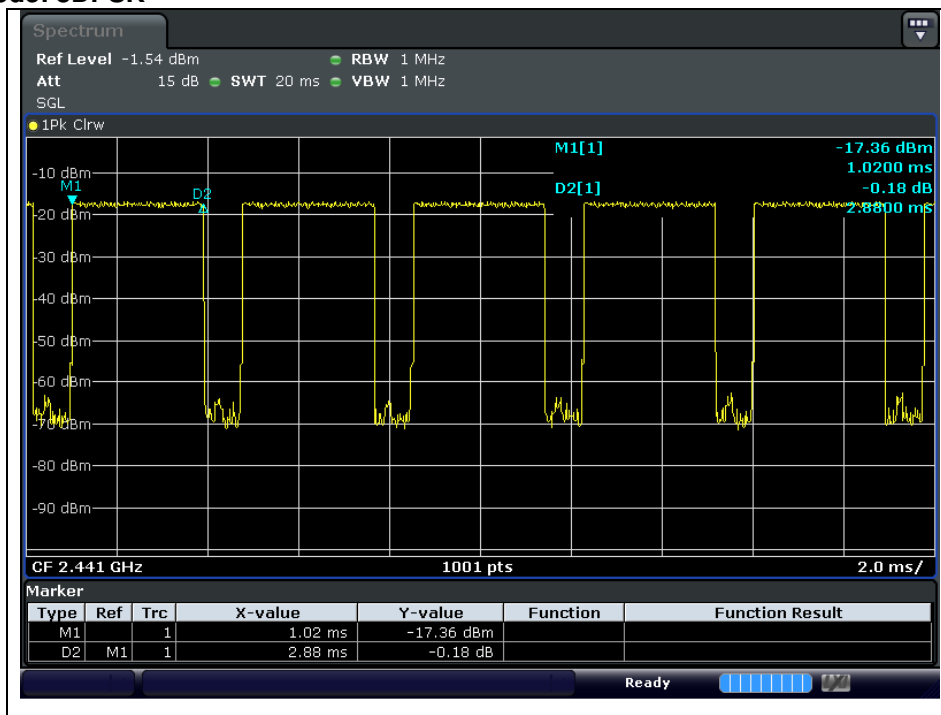 Spectrum
Ref Level -1.54 dBm RBW 1 MHz
Att 15 dB SWT 20 ms VBW 1 MHz
SGL
1Pk Clrw
M1[1] -17.36 dBm
1.0200 ms
D2[1] -0.18 dB
2.8800 ms
M1
D2
-10 dBm
-20 dBm
-30 dBm
-40 dBm
-50 dBm
-60 dBm
-70 dBm
-80 dBm
-90 dBm
CF 2.441 GHz 1001 pts 2.0 ms/
Marker
Type Ref Trc X-value Y-value Function Function Result
M1 1 1.02 ms -17.36 dBm
D2 M1 1 2.88 ms -0.18 dB
Ready